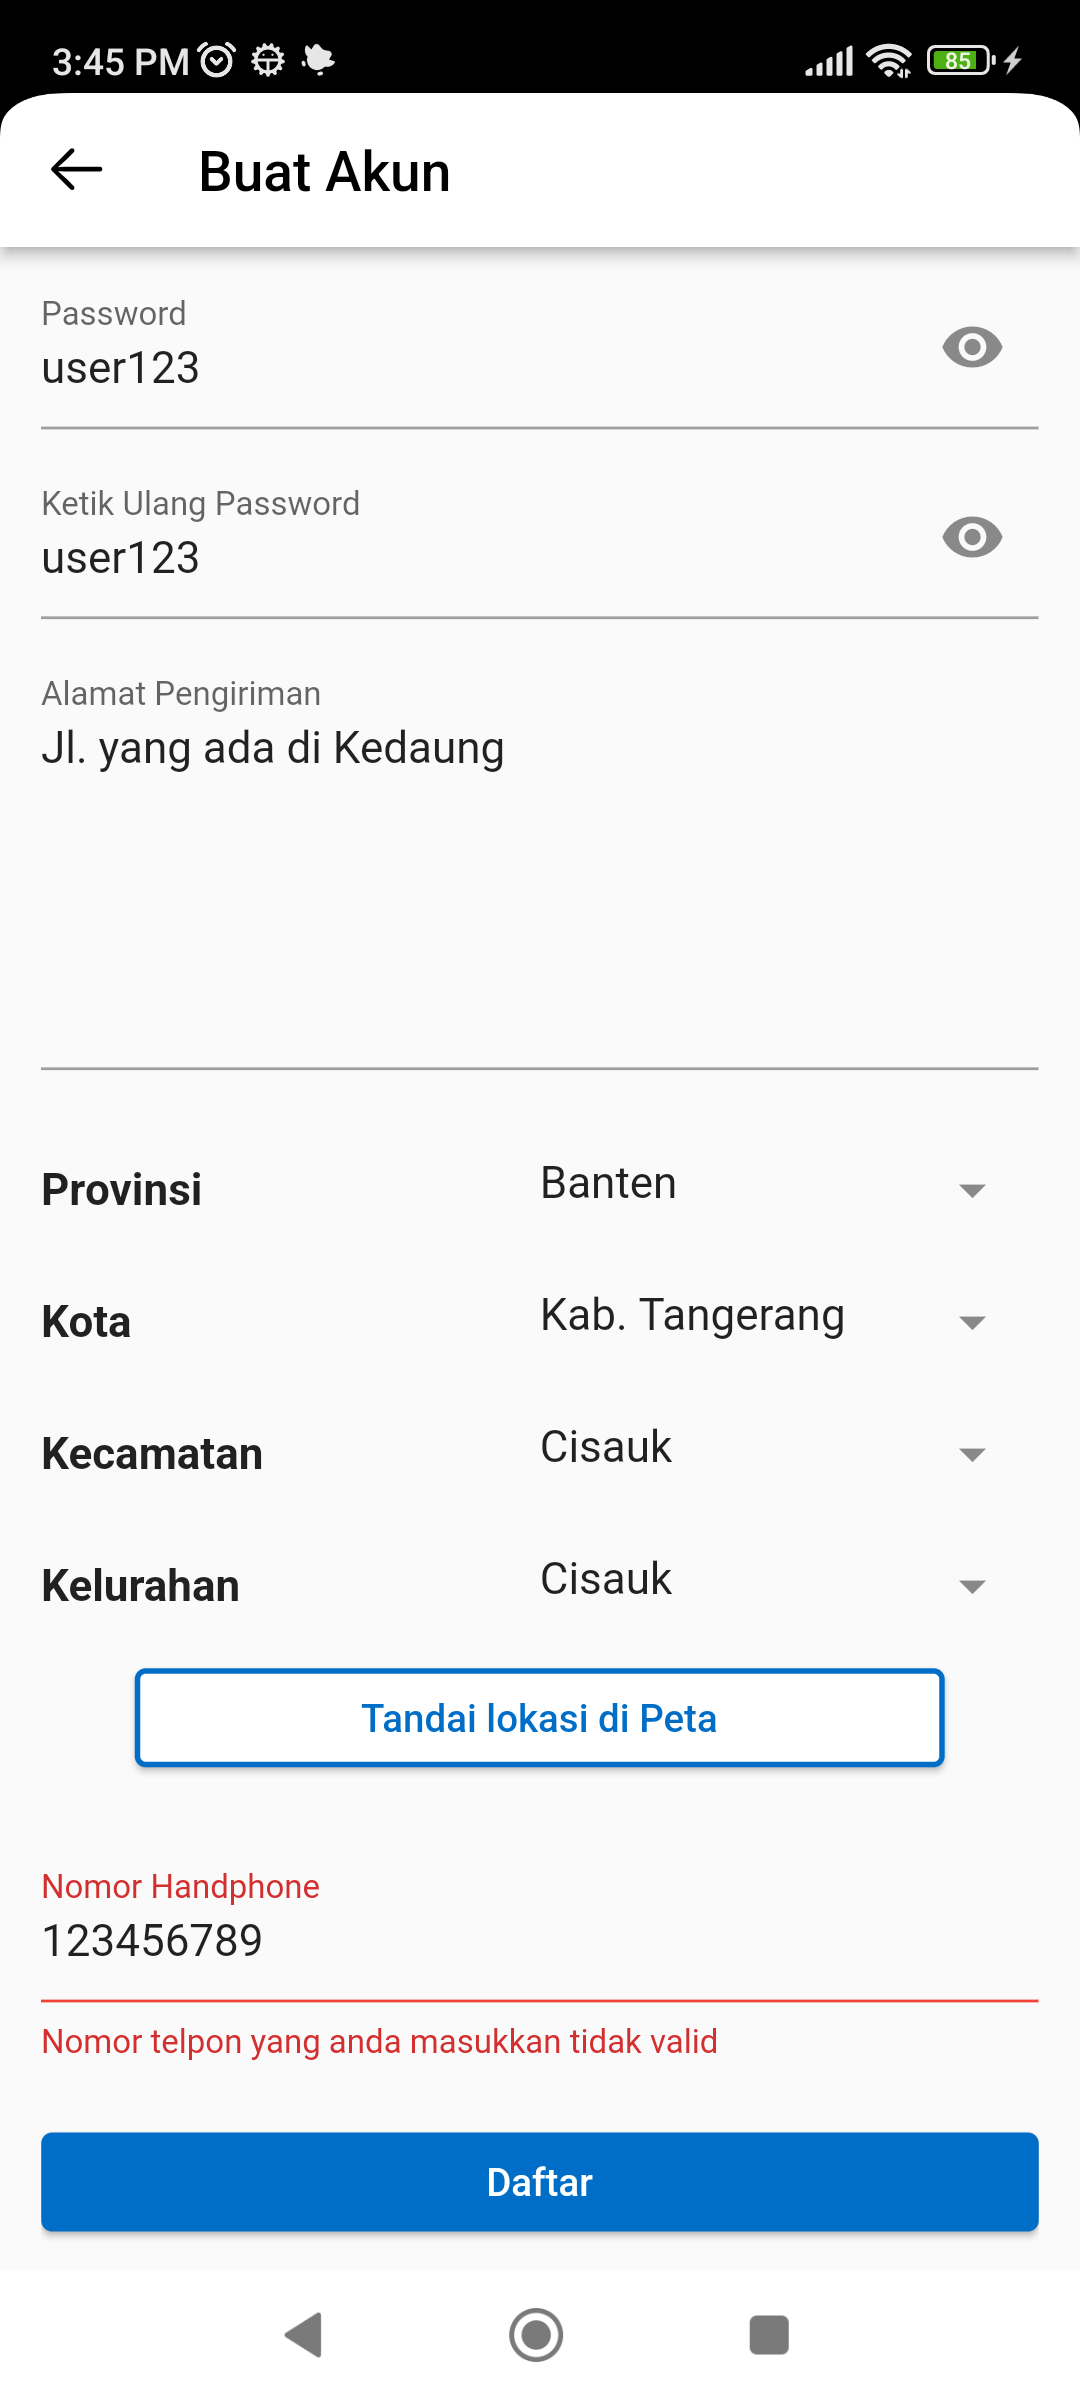 3:45 PM
85
Buat Akun
Password
user123
Ketik Ulang Password
user123
Alamat Pengiriman
Jl. yang ada di Kedaung
Provinsi Banten
Kota Kab. Tangerang
Kecamatan Cisauk
Kelurahan Cisauk
Tandai lokasi di Peta
Nomor Handphone
123456789
Nomor telpon yang anda masukkan tidak valid
Daftar